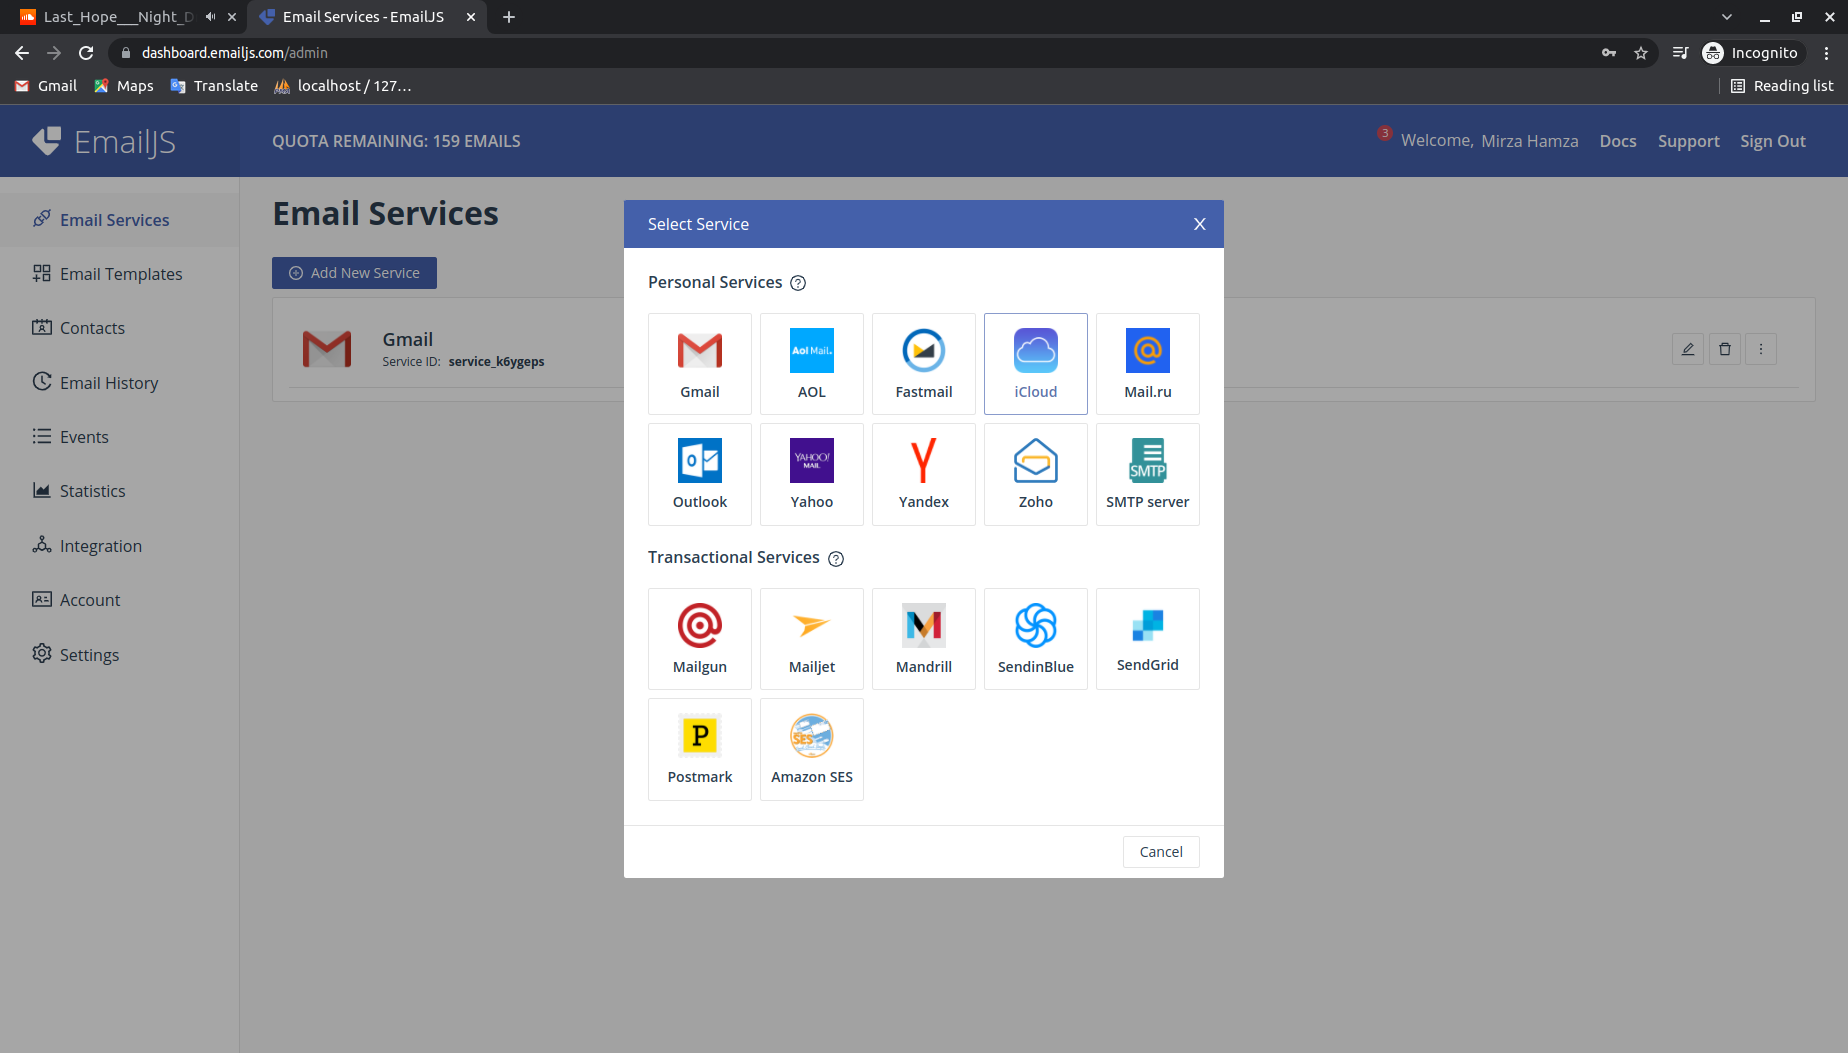 Last_Hope___Night_D
Email Services - EmailJS
dashboard.emailjs.com/admin
Incognito
Gmail
Maps
Translate
localhost / 127...
Reading list
EmailJS
QUOTA REMAINING: 159 EMAILS
3
Welcome, Mirza Hamza
Docs
Support
Sign Out
Email Services
Email Templates
Contacts
Email History
Events
Statistics
Integration
Account
Settings
Email Services
Add New Service
Gmail
Service ID: service_k6ygeps
Select Service
X
Personal Services ?
Gmail
Aol Mail.
AOL
Fastmail
iCloud
Mail.ru
Outlook
YAHOO!
MAIL
Yahoo
Yandex
Zoho
SMTP
SMTP server
Transactional Services ?
Mailgun
Mailjet
Mandrill
SendinBlue
SendGrid
P
Postmark
SES
Amazon SES
Cancel